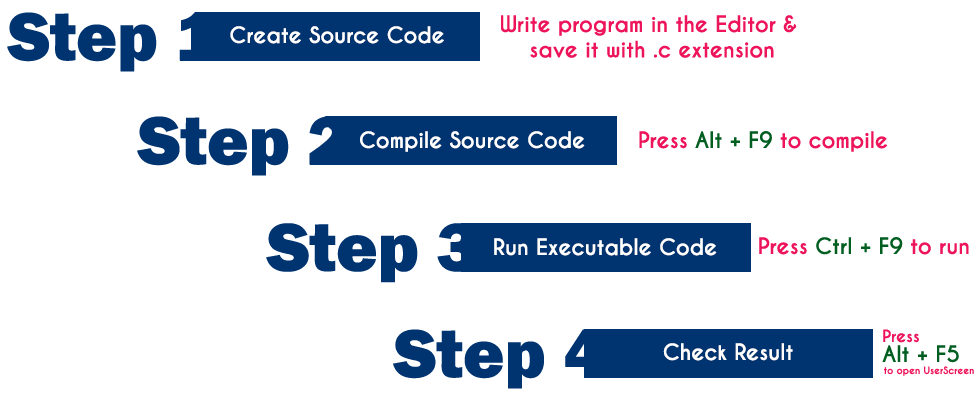 Step 1 Create Source Code
Write program in the Editor &
save it with .c extension
Step 2 Compile Source Code
Press Alt + F9 to compile
Step 3 Run Executable Code
Press Ctrl + F9 to run
Step 4 Check Result
Press
Alt + F5
to open UserScreen